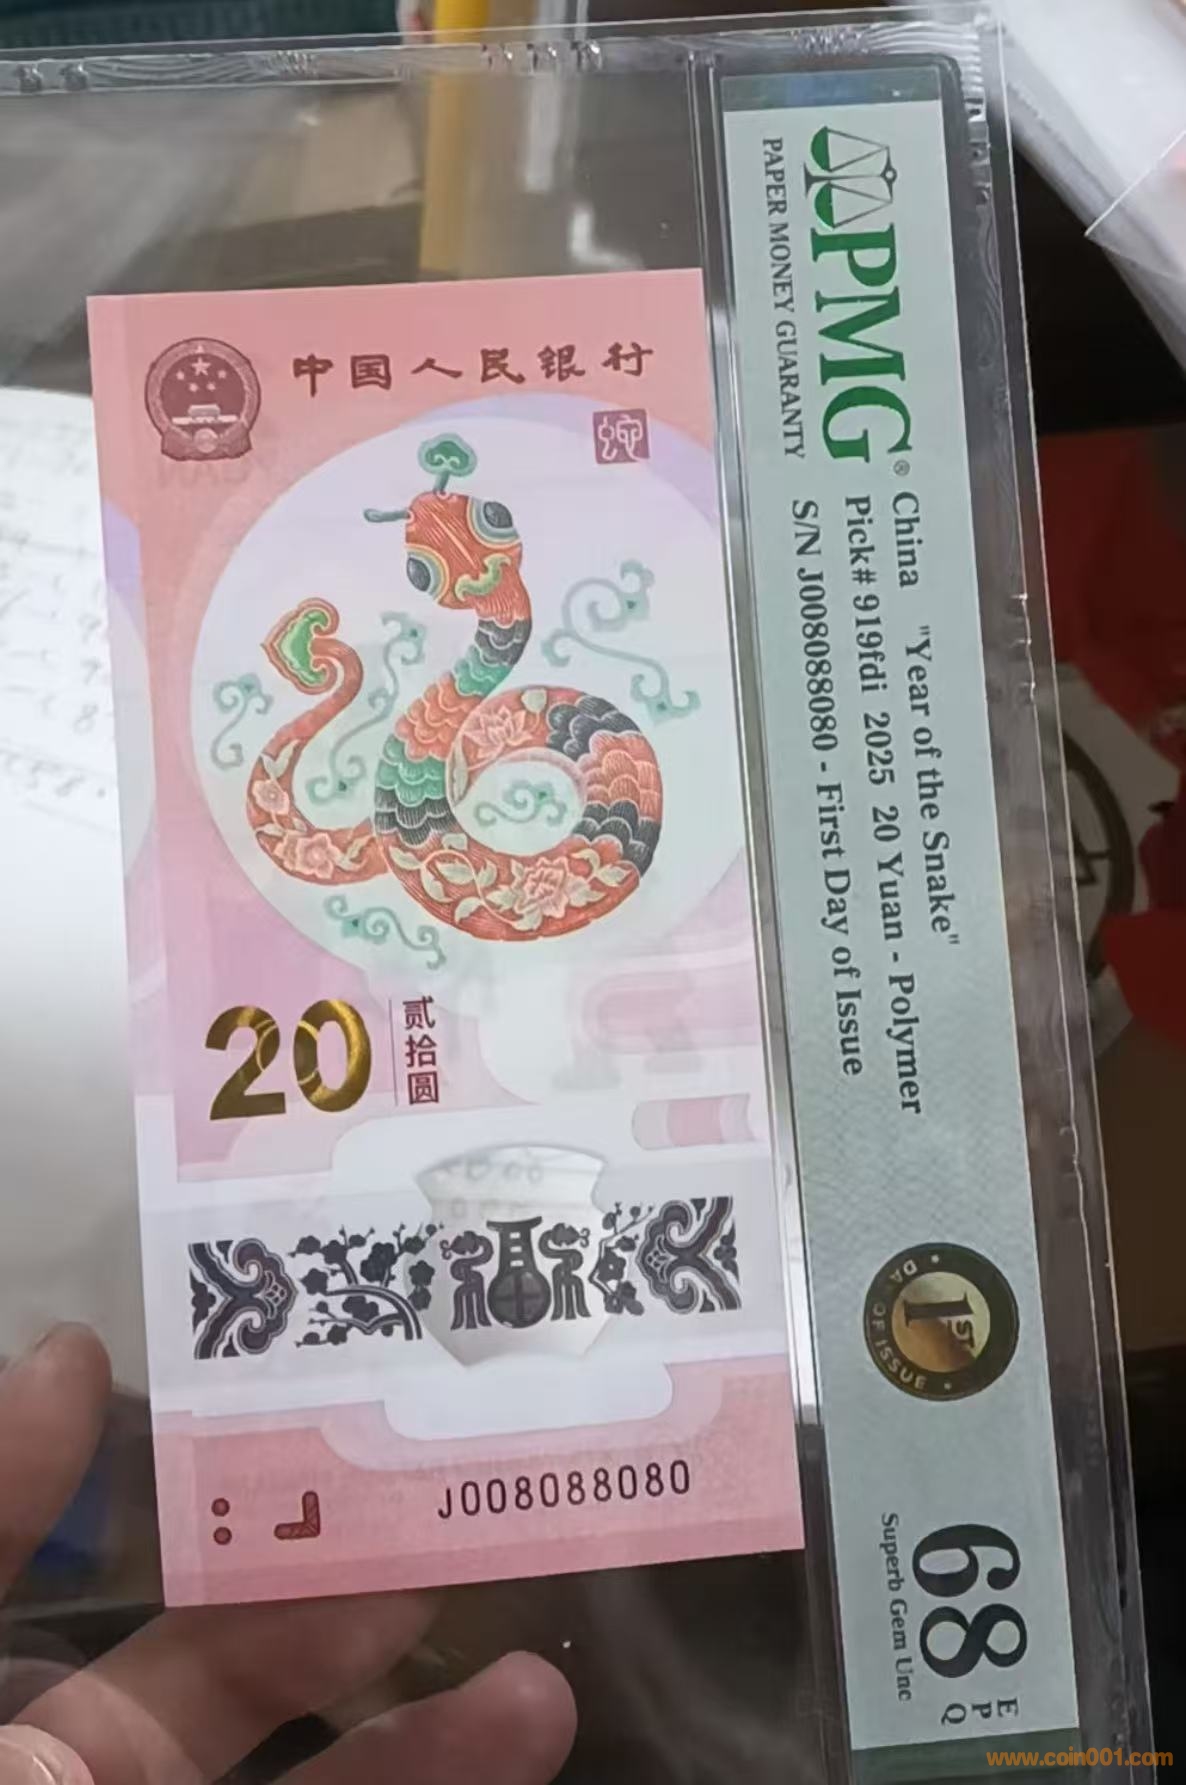 中国人民银行
蛇
20
贰拾圆
J008088080
PMG®
PAPER MONEY GUARANTY
China "Year of the Snake"
Pick# 919fdi 2025 20 Yuan - Polymer
S/N J008088080 - First Day of Issue
1ST
DAY OF ISSUE
68 EPQ
Superb Gem Unc
www.coin001.com